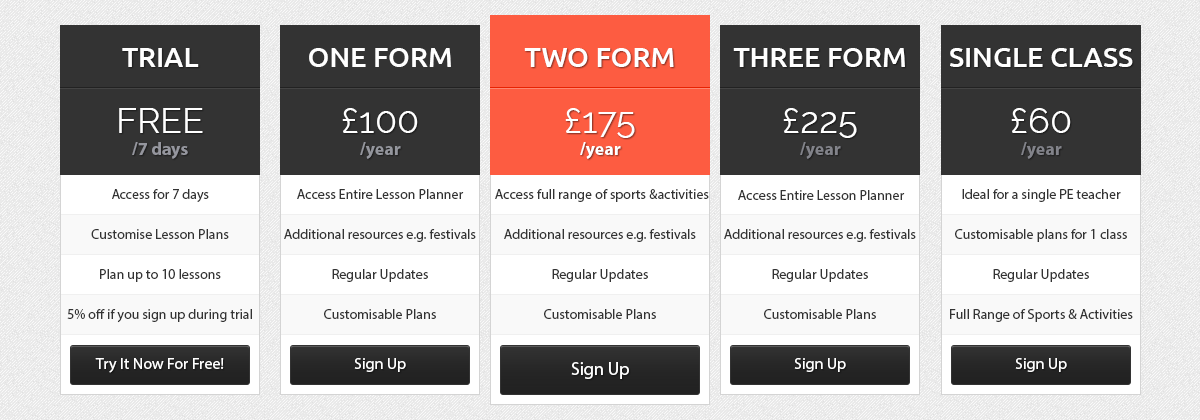 TRIAL
FREE
/7 days
Access for 7 days
Customise Lesson Plans
Plan up to 10 lessons
5% off if you sign up during trial
Try It Now For Free!
ONE FORM
£100
/year
Access Entire Lesson Planner
Additional resources e.g. festivals
Regular Updates
Customisable Plans
Sign Up
TWO FORM
£175
/year
Access full range of sports &activities
Additional resources e.g. festivals
Regular Updates
Customisable Plans
Sign Up
THREE FORM
£225
/year
Access Entire Lesson Planner
Additional resources e.g. festivals
Regular Updates
Customisable Plans
Sign Up
SINGLE CLASS
£60
/year
Ideal for a single PE teacher
Customisable plans for 1 class
Regular Updates
Full Range of Sports & Activities
Sign Up